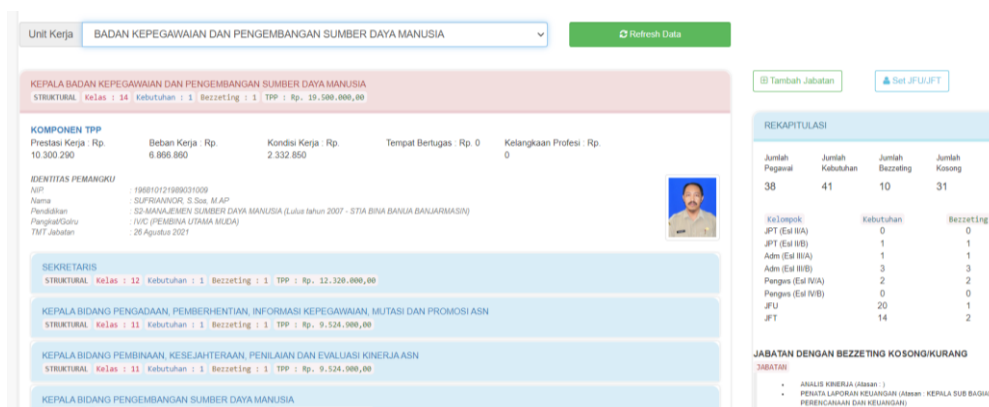 Unit Kerja
BADAN KEPEGAWAIAN DAN PENGEMBANGAN SUMBER DAYA MANUSIA
Refresh Data
KEPALA BADAN KEPEGAWAIAN DAN PENGEMBANGAN SUMBER DAYA MANUSIA
STRUKTURAL Kelas : 14 Kebutuhan : 1 Bezzeting : 1 TPP : Rp. 19.500.000,00
KOMPONEN TPP
Prestasi Kerja : Rp. 10.300.290
Beban Kerja : Rp. 6.866.860
Kondisi Kerja : Rp. 2.332.850
Tempat Bertugas : Rp. 0
Kelangkaan Profesi : Rp. 0
IDENTITAS PEMANGKU
NIP : 196810121989031009
Nama : SUFRIANNOR, S.Sos, M.AP
Pendidikan : S2-MANAJEMEN SUMBER DAYA MANUSIA (Lulus tahun 2007 - STIA BINA BANUA BANJARMASIN)
Pangkat/Golru : IV/C (PEMBINA UTAMA MUDA)
TMT Jabatan : 26 Agustus 2021
SEKRETARIS
STRUKTURAL Kelas : 12 Kebutuhan : 1 Bezzeting : 1 TPP : Rp. 12.320.000,00
KEPALA BIDANG PENGADAAN, PEMBERHENTIAN, INFORMASI KEPEGAWAIAN, MUTASI DAN PROMOSI ASN
STRUKTURAL Kelas : 11 Kebutuhan : 1 Bezzeting : 1 TPP : Rp. 9.524.900,00
KEPALA BIDANG PEMBINAAN, KESEJAHTERAAN, PENILAIAN DAN EVALUASI KINERJA ASN
STRUKTURAL Kelas : 11 Kebutuhan : 1 Bezzeting : 1 TPP : Rp. 9.524.900,00
KEPALA BIDANG PENGEMBANGAN SUMBER DAYA MANUSIA
Tambah Jabatan
Set JFU/JFT
REKAPITULASI
Jumlah Pegawai Jumlah Kebutuhan Jumlah Bezzeting Jumlah Kosong
38 41 10 31
Kelompok Kebutuhan Bezzeting
JPT (Esl II/A) 0 0
JPT (Esl II/B) 1 1
Adm (Esl III/A) 1 1
Adm (Esl III/B) 3 3
Pengws (Esl IV/A) 2 2
Pengws (Esl IV/B) 0 0
JFU 20 1
JFT 14 2
JABATAN DENGAN BEZZETING KOSONG/KURANG
JABATAN
ANALIS KINERJA (Atasan : )
PENATA LAPORAN KEUANGAN (Atasan : KEPALA SUB BAGIAN
PERENCANAAN DAN KEUANGAN)